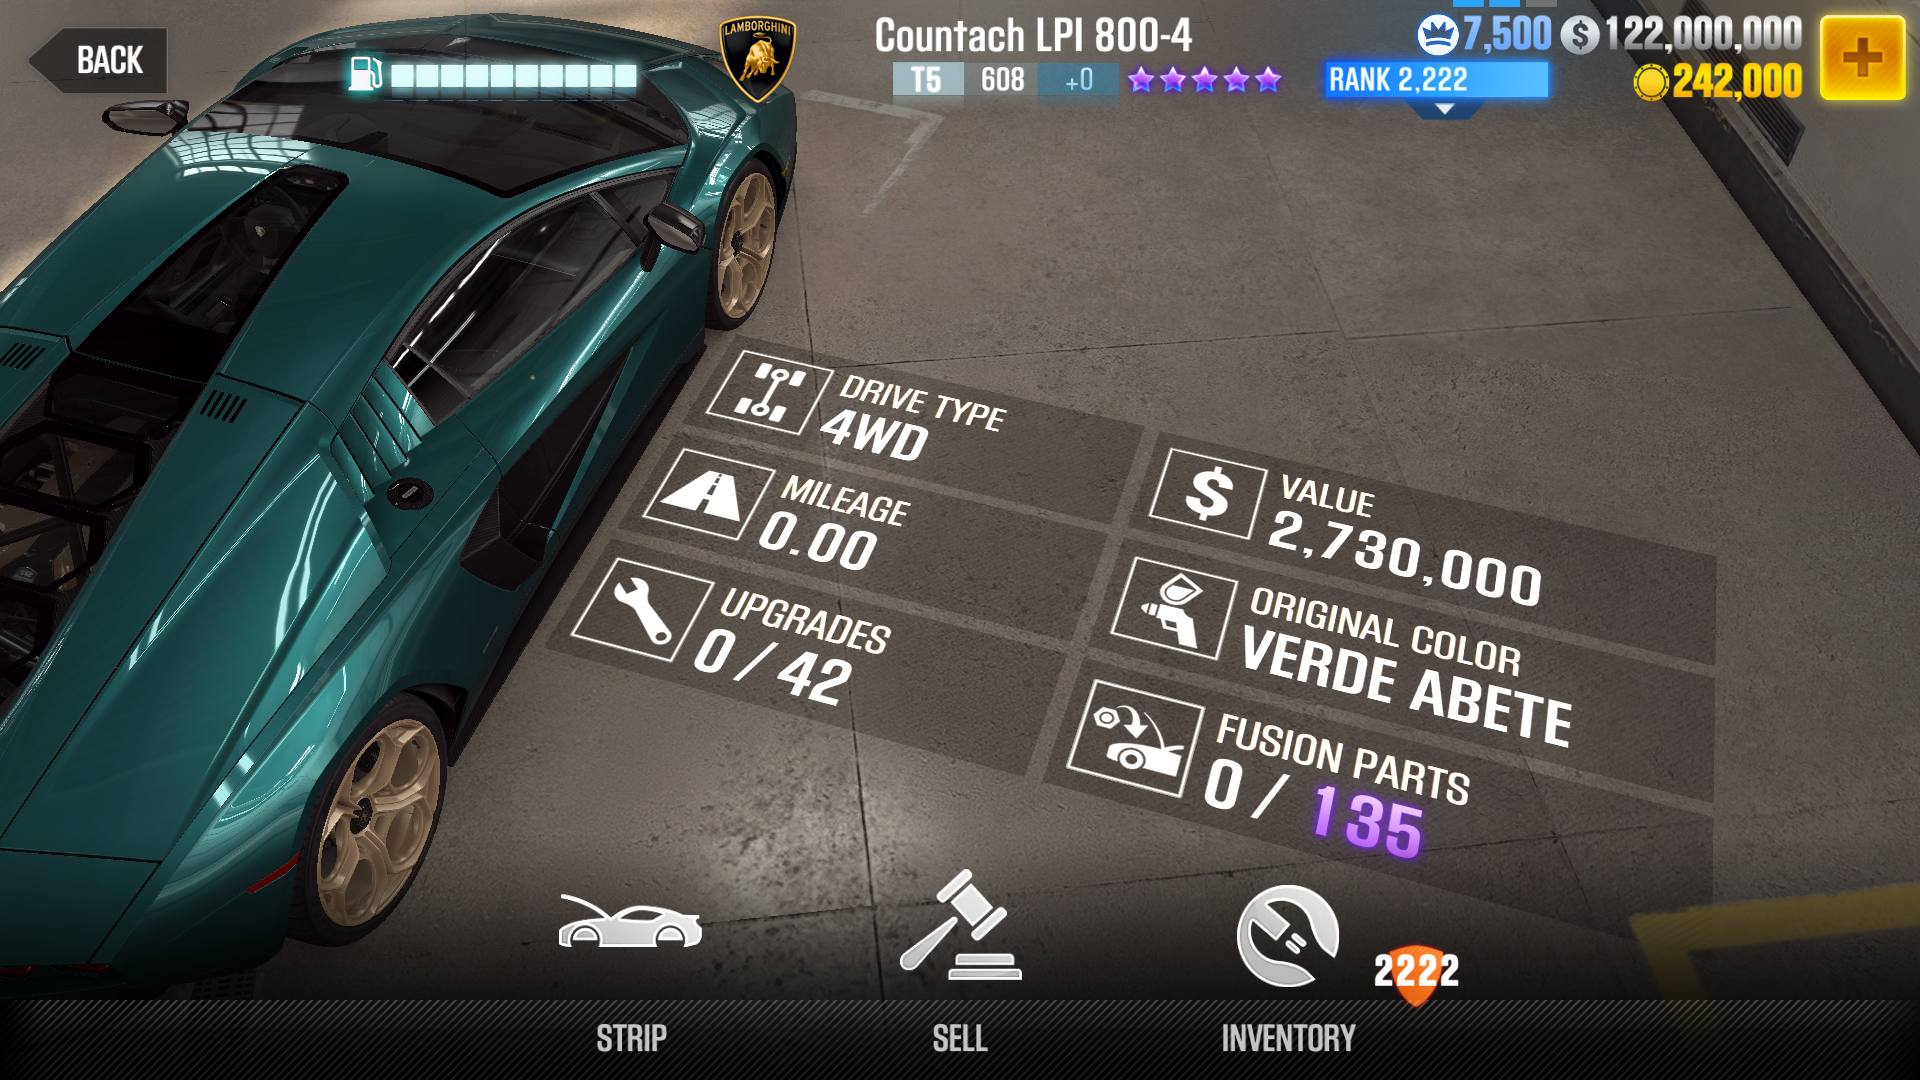 BACK
LAMBORGHINI
Countach LPI 800-4
T5 608 +0
RANK 2,222
7,500
122,000,000
242,000
DRIVE TYPE
4WD
MILEAGE
0.00
UPGRADES
0 / 42
VALUE
2,730,000
ORIGINAL COLOR
VERDE ABETE
FUSION PARTS
0 / 135
STRIP
SELL
INVENTORY
2222